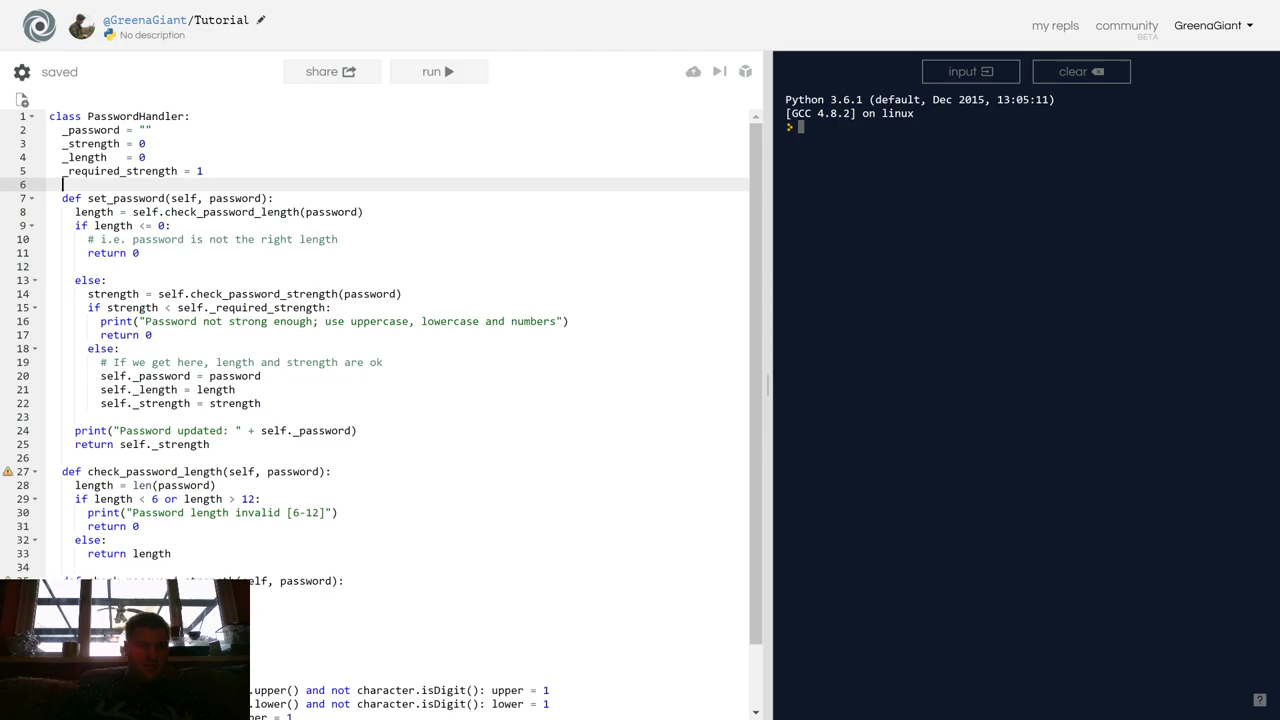 @GreenaGiant/Tutorial
No description
my repls
community
BETA
GreenaGiant
saved
share
run
input
clear
1 class PasswordHandler:
2 _password = ""
3 _strength = 0
4 _length   = 0
5 _required_strength = 1
6
7 def set_password(self, password):
8 length = self.check_password_length(password)
9 if length <= 0:
10 # i.e. password is not the right length
11 return 0
12
13 else:
14 strength = self.check_password_strength(password)
15 if strength < self._required_strength:
16 print("Password not strong enough; use uppercase, lowercase and numbers")
17 return 0
18 else:
19 # If we get here, length and strength are ok
20 self._password = password
21 self._length = length
22 self._strength = strength
23
24 print("Password updated: " + self._password)
25 return self._strength
26
27 def check_password_length(self, password):
28 length = len(password)
29 if length < 6 or length > 12:
30 print("Password length invalid [6-12]")
31 return 0
32 else:
33 return length
34
self, password):
.upper() and not character.isDigit(): upper = 1
.lower() and not character.isDigit(): lower = 1
= 1
Python 3.6.1 (default, Dec 2015, 13:05:11)
[GCC 4.8.2] on linux
?